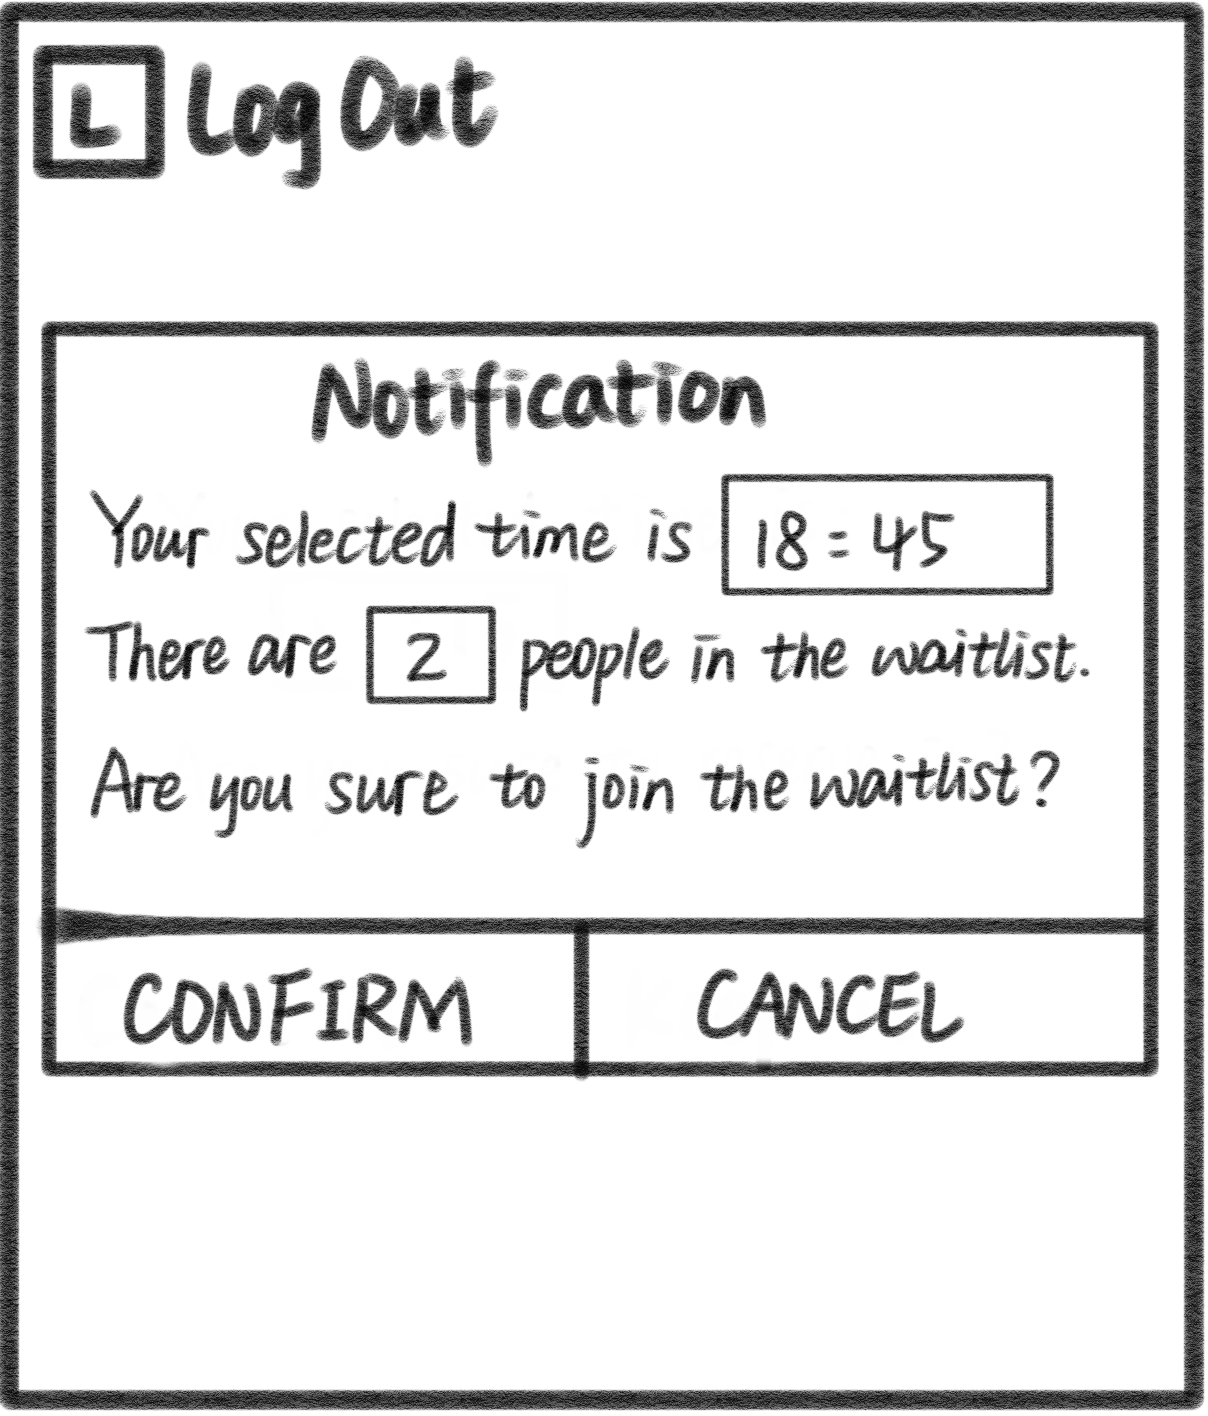 L Log Out
Notification
Your selected time is 18:45
There are 2 people in the waitlist.
Are you sure to join the waitlist?
CONFIRM CANCEL